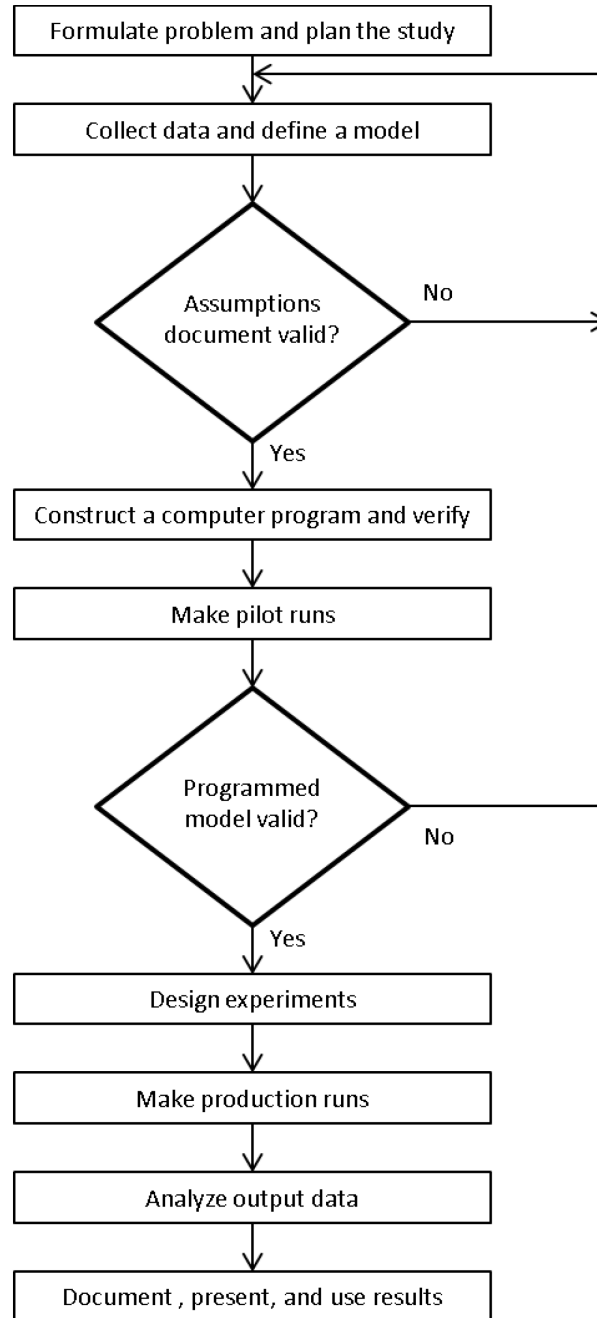 Formulate problem and plan the study
Collect data and define a model
Assumptions
document valid?
No
Yes
Construct a computer program and verify
Make pilot runs
Programmed
model valid?
No
Yes
Design experiments
Make production runs
Analyze output data
Document , present, and use results